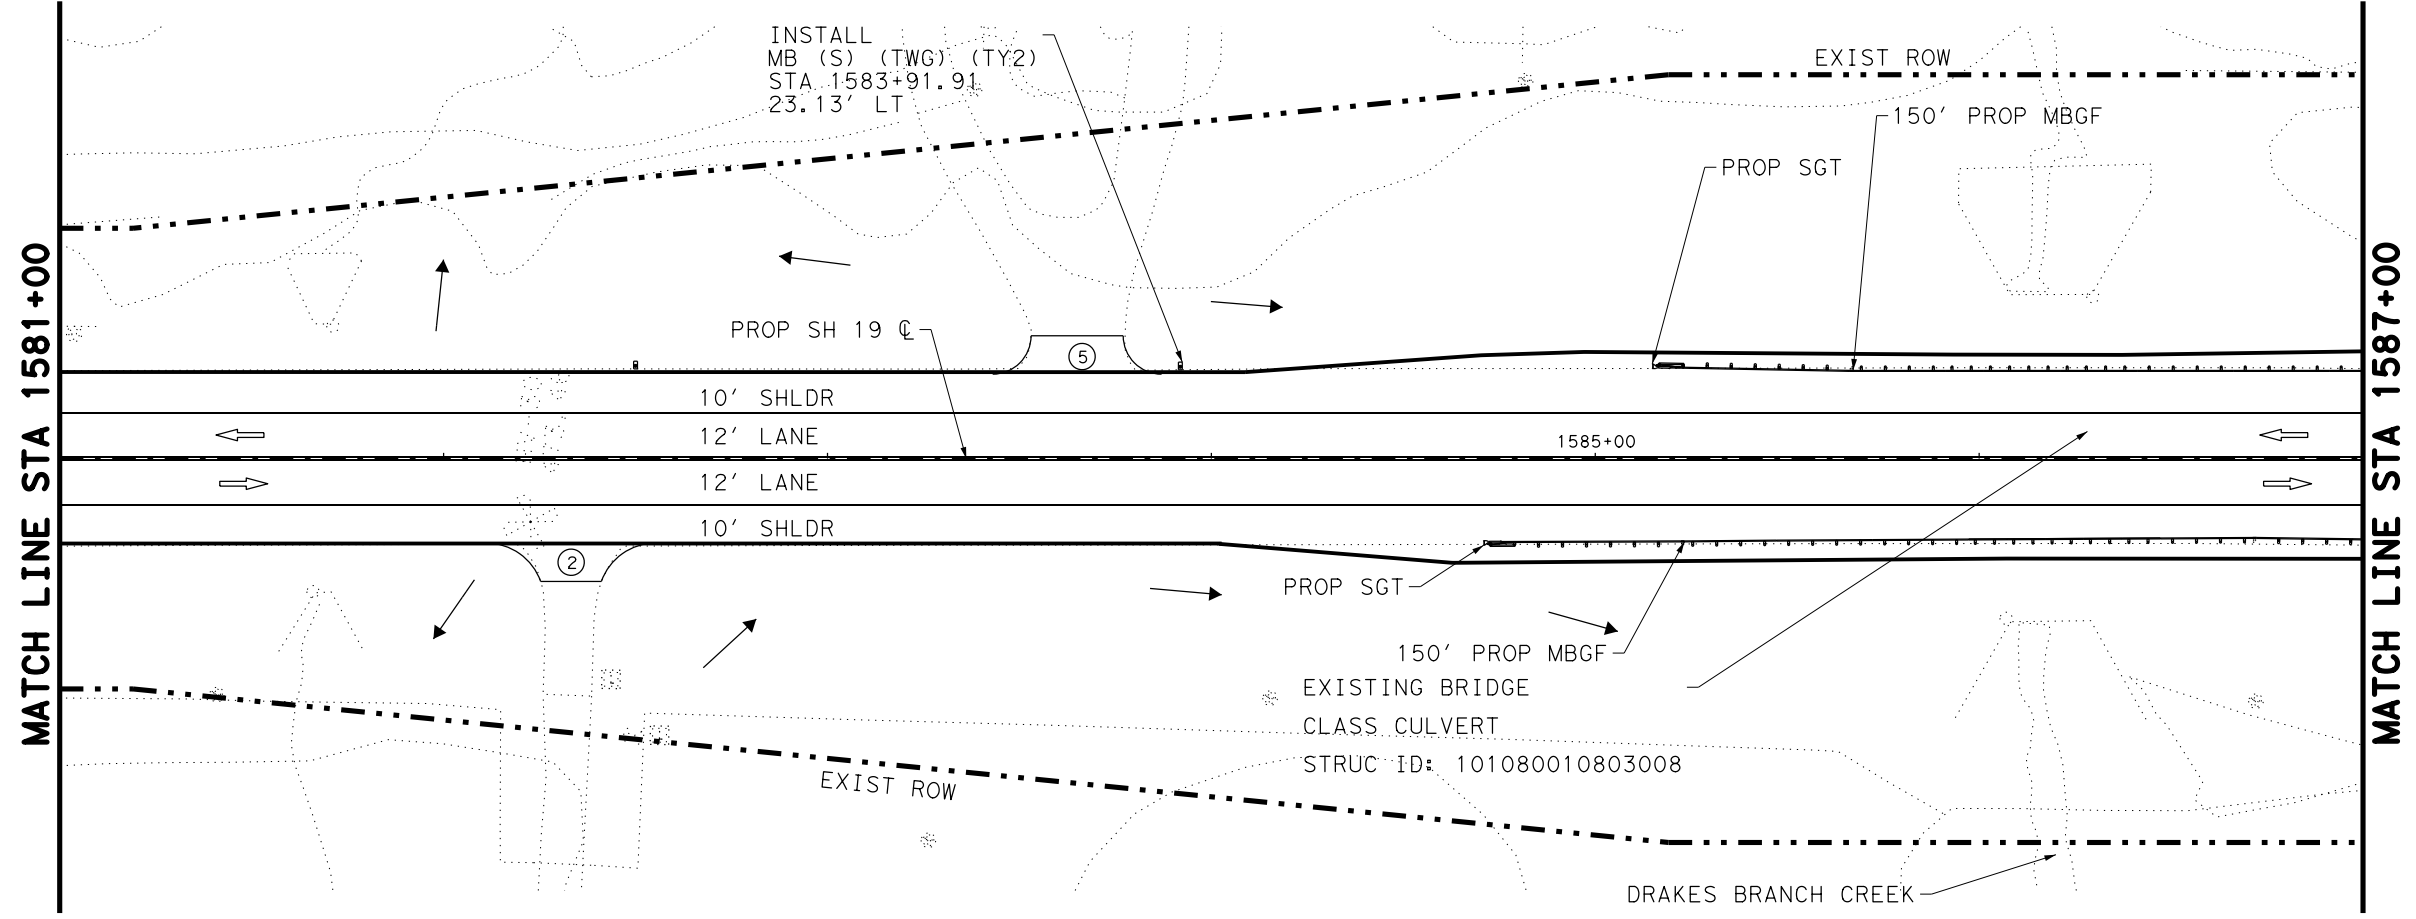 INSTALL
MB (S) (TWG) (TY2)
STA 1583+91.91
23.13' LT
EXIST ROW
150' PROP MBGF
PROP SGT
MATCH LINE STA 1581+00
MATCH LINE STA 1587+00
PROP SH 19 ℄
5
10' SHLDR
12' LANE
1585+00
12' LANE
10' SHLDR
2
PROP SGT
150' PROP MBGF
EXISTING BRIDGE
CLASS CULVERT
STRUC ID: 101080010803008
EXIST ROW
DRAKES BRANCH CREEK